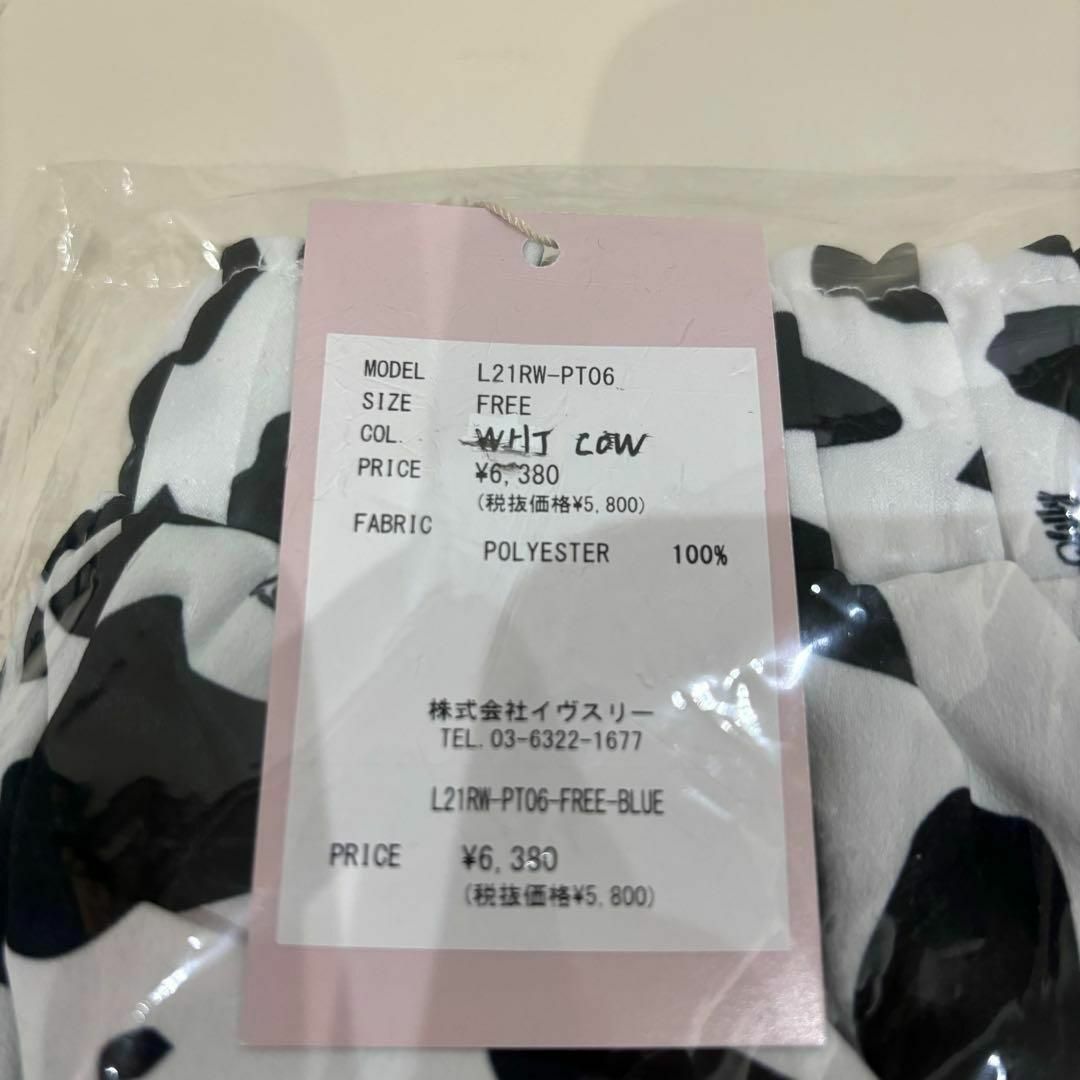 MODEL L21RW-PT06
SIZE FREE
COL. COW
PRICE ¥6,380
(税抜価格¥5,800)
FABRIC
POLYESTER 100%
株式会社イヴスリー
TEL.03-6322-1677
L21RW-PT06-FREE-BLUE
PRICE ¥6,380
(税抜価格¥5,800)